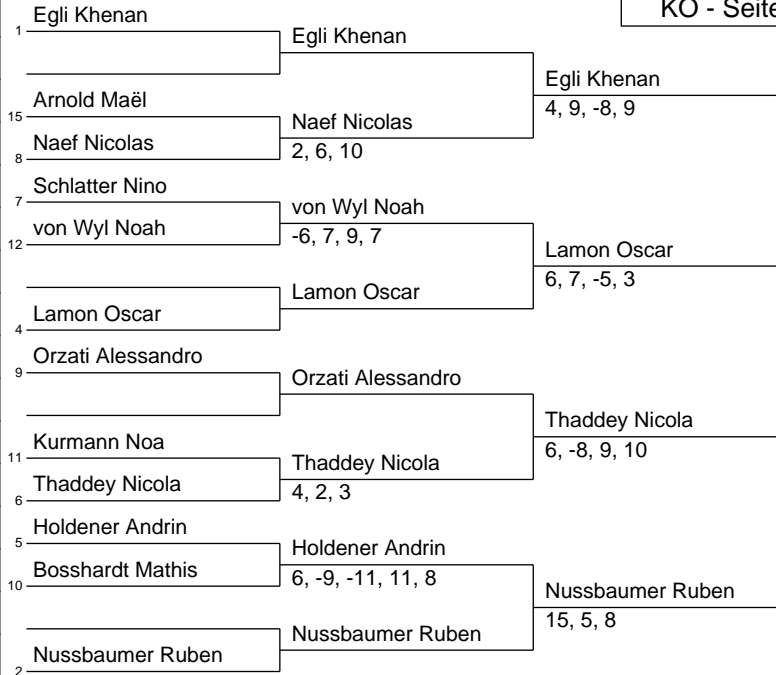 KO - Seite
1 Egli Khenan
Egli Khenan
Egli Khenan
4, 9, -8, 9
15 Arnold Maël
Naef Nicolas
2, 6, 10
8 Naef Nicolas
7 Schlatter Nino
von Wyl Noah
-6, 7, 9, 7
12 von Wyl Noah
Lamon Oscar
6, 7, -5, 3
Lamon Oscar
4 Lamon Oscar
9 Orzati Alessandro
Orzati Alessandro
Thaddey Nicola
6, -8, 9, 10
11 Kurmann Noa
Thaddey Nicola
4, 2, 3
6 Thaddey Nicola
5 Holdener Andrin
Holdener Andrin
6, -9, -11, 11, 8
10 Bosshardt Mathis
Nussbaumer Ruben
15, 5, 8
Nussbaumer Ruben
2 Nussbaumer Ruben